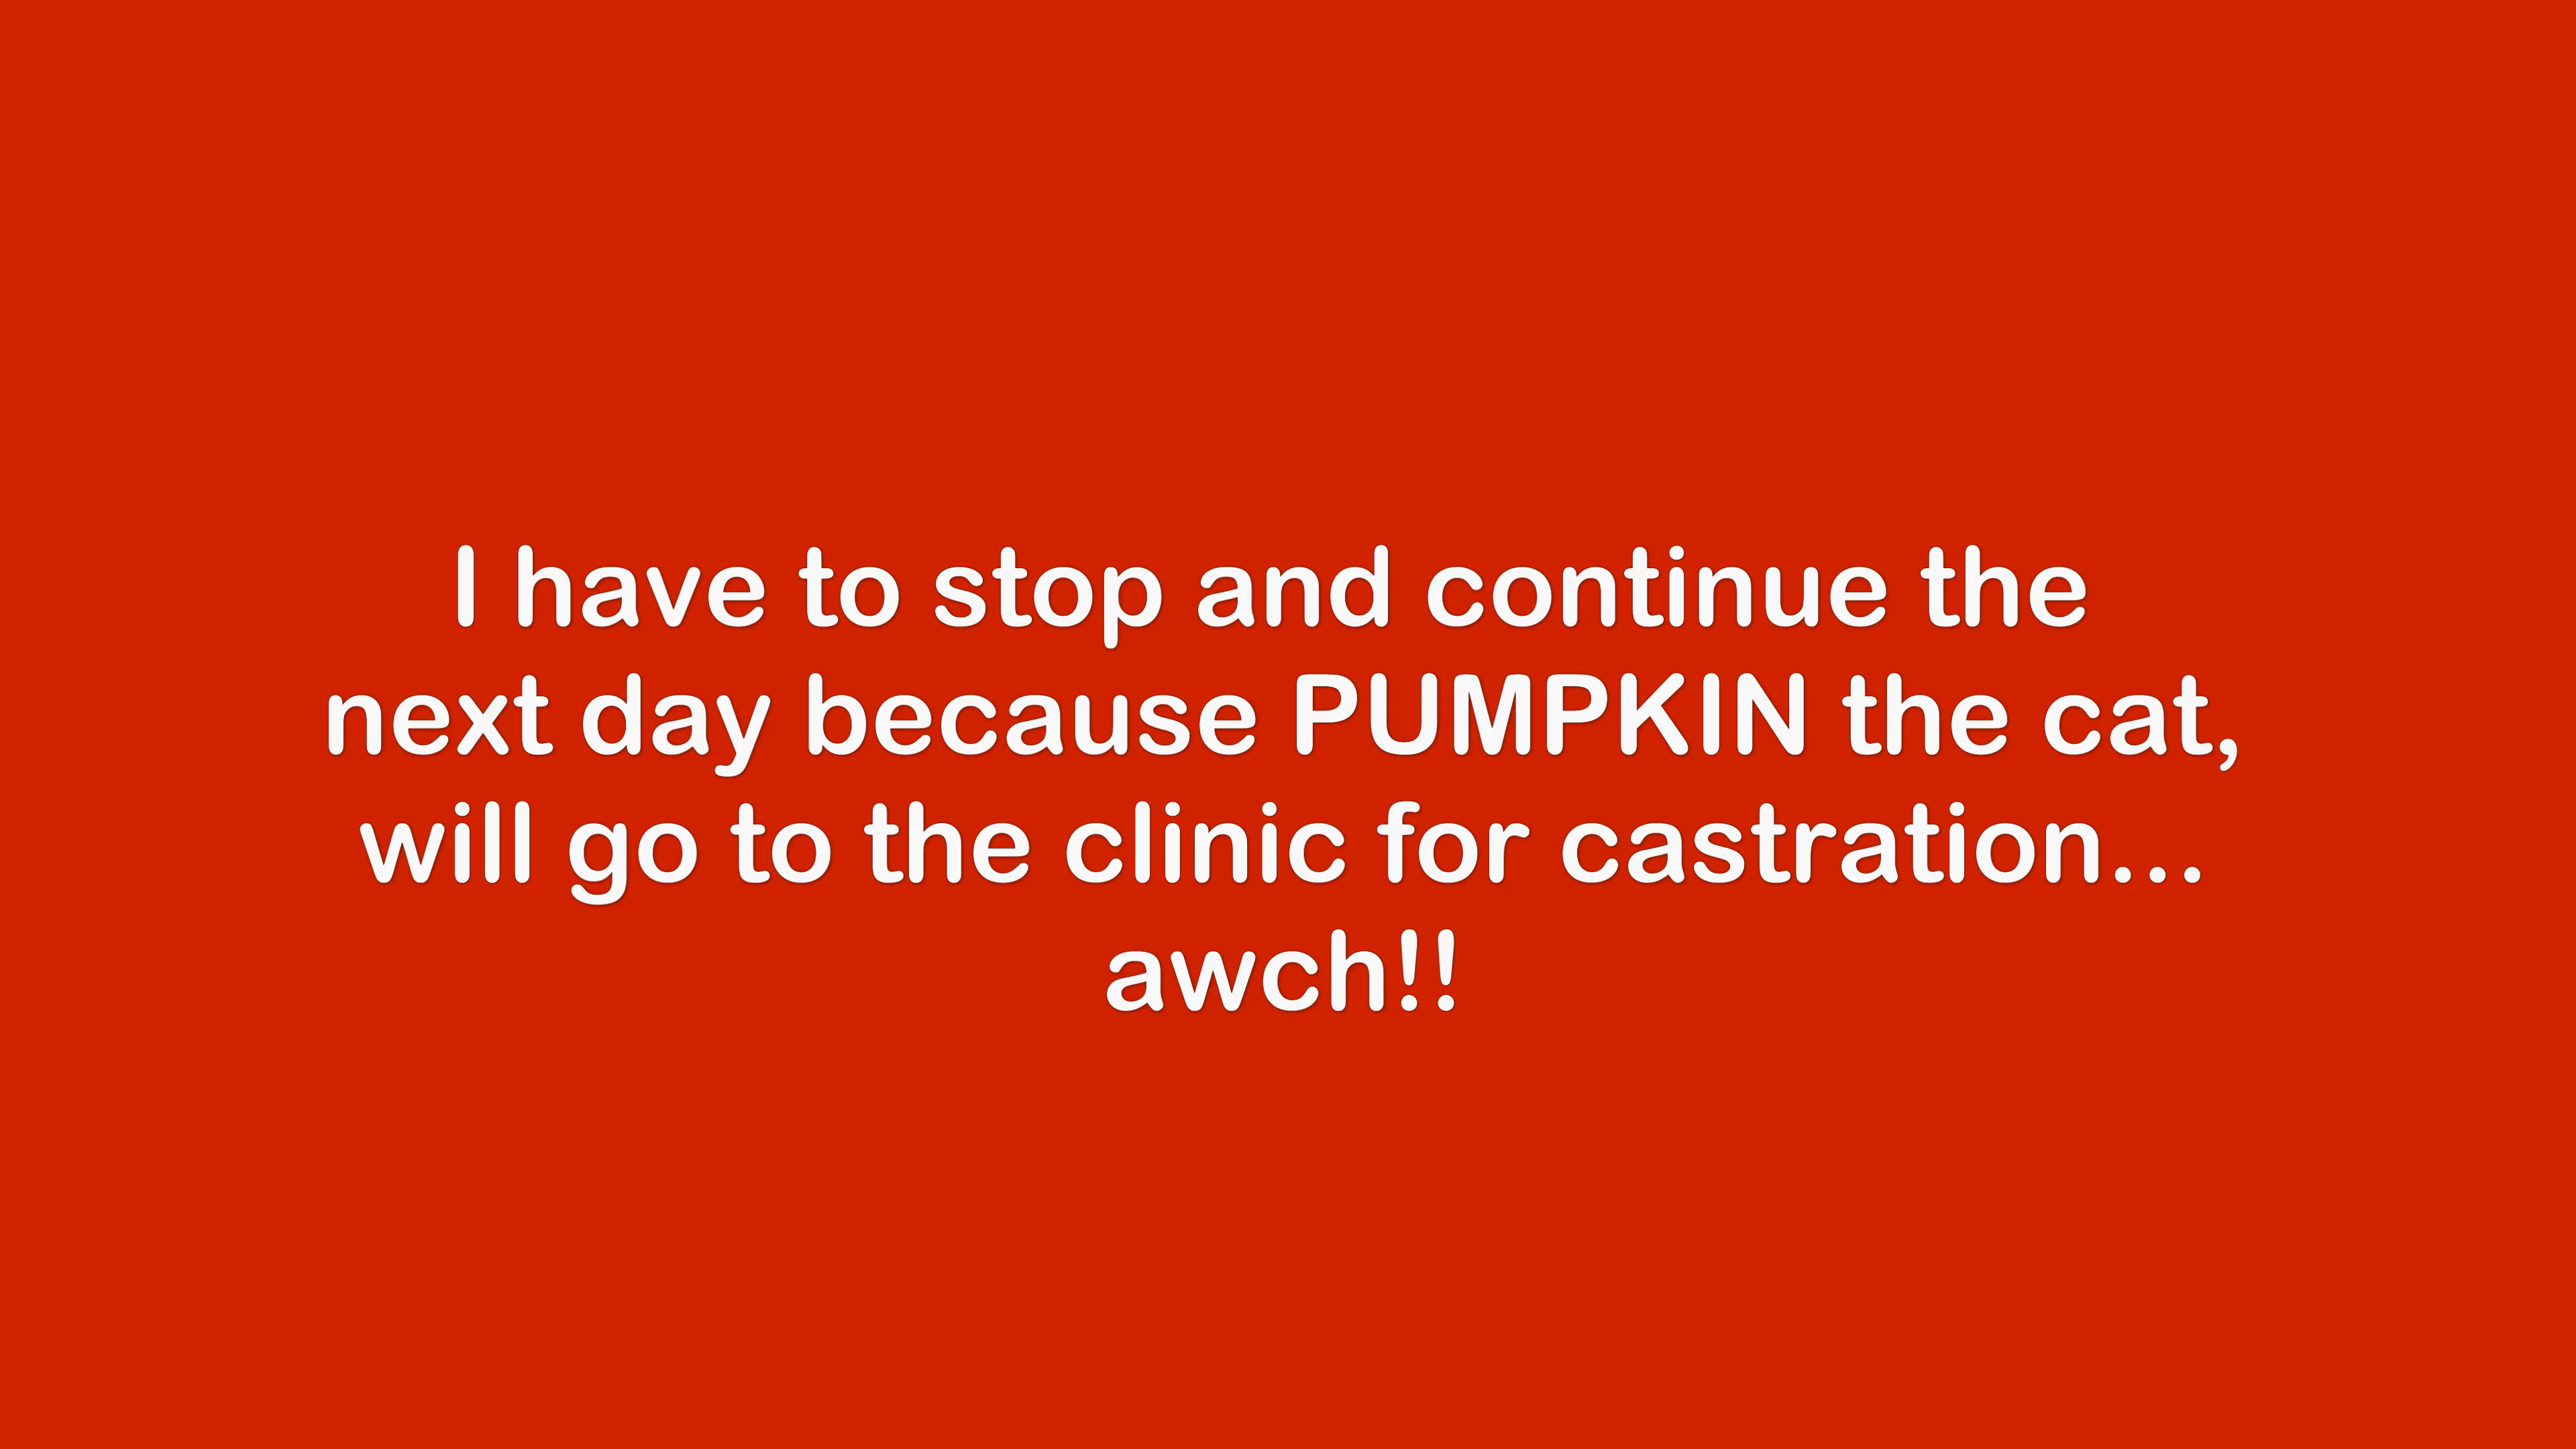 I have to stop and continue the
next day because PUMPKIN the cat,
will go to the clinic for castration...
awch!!